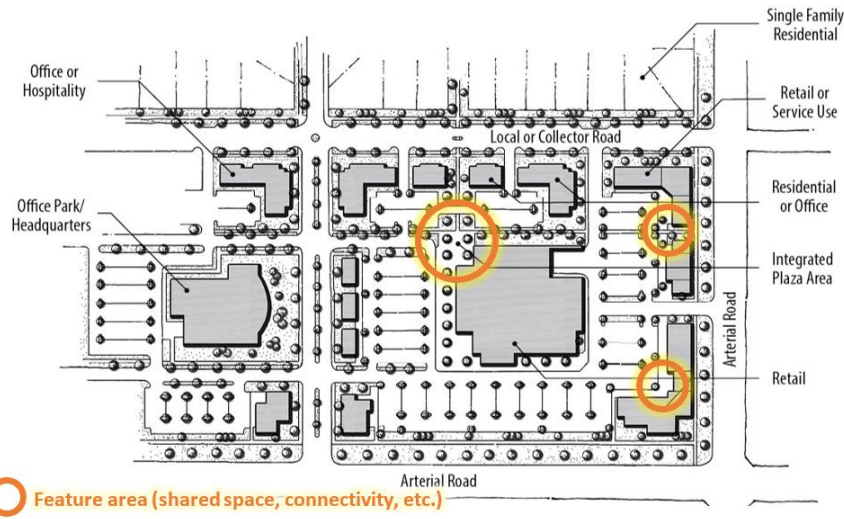 Single Family
Residential
Office or
Hospitality
Retail or
Service Use
Local or Collector Road
Residential
or Office
Office Park/
Headquarters
Integrated
Plaza Area
Arterial Road
Retail
Arterial Road
Feature area (shared space, connectivity, etc.)